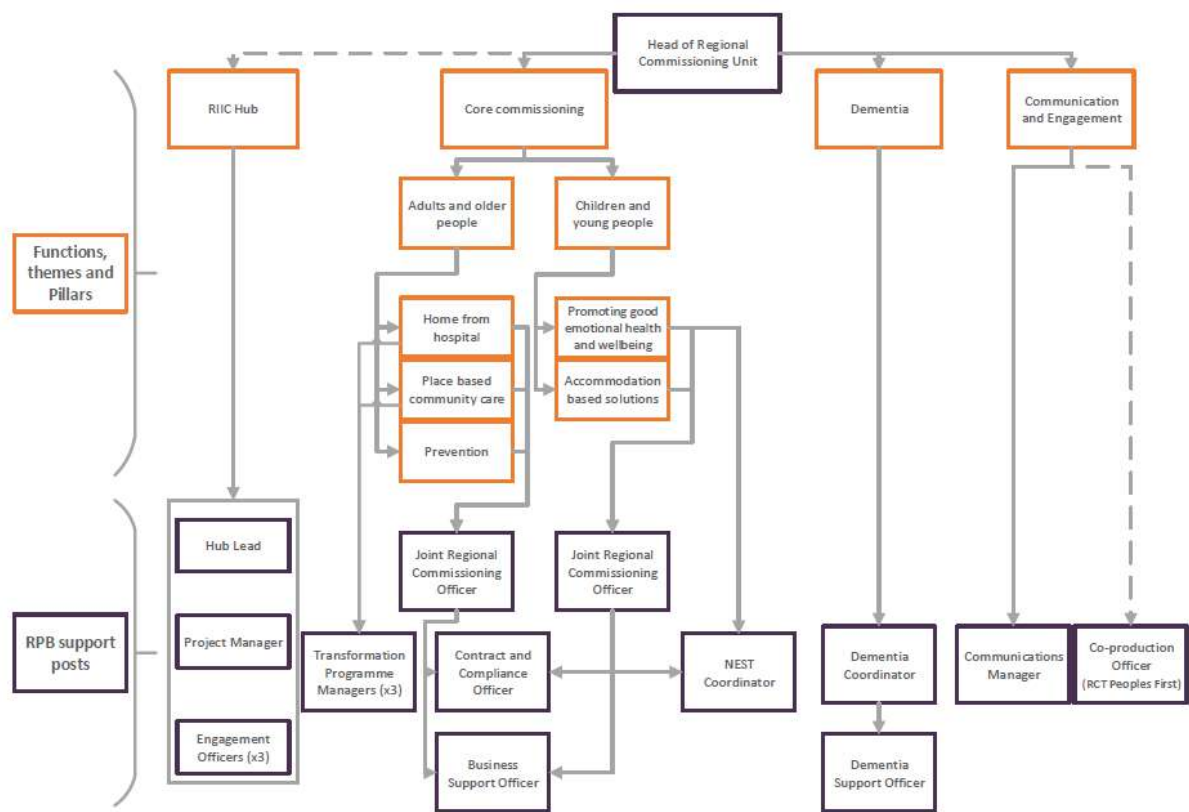 Head of Regional
Commissioning Unit
RIIC Hub
Core commissioning
Dementia
Communication
and Engagement
Adults and older
people
Children and
young people
Functions,
themes and
Pillars
Home from
hospital
Promoting good
emotional health
and wellbeing
Place based
community care
Accommodation
based solutions
Prevention
RPB support
posts
Hub Lead
Project Manager
Engagement
Officers (x3)
Joint Regional
Commissioning
Officer
Joint Regional
Commissioning
Officer
Transformation
Programme
Managers (x3)
Contract and
Compliance
Officer
NEST
Coordinator
Dementia
Coordinator
Communications
Manager
Co-production
Officer
(RCT Peoples First)
Business
Support Officer
Dementia
Support Officer